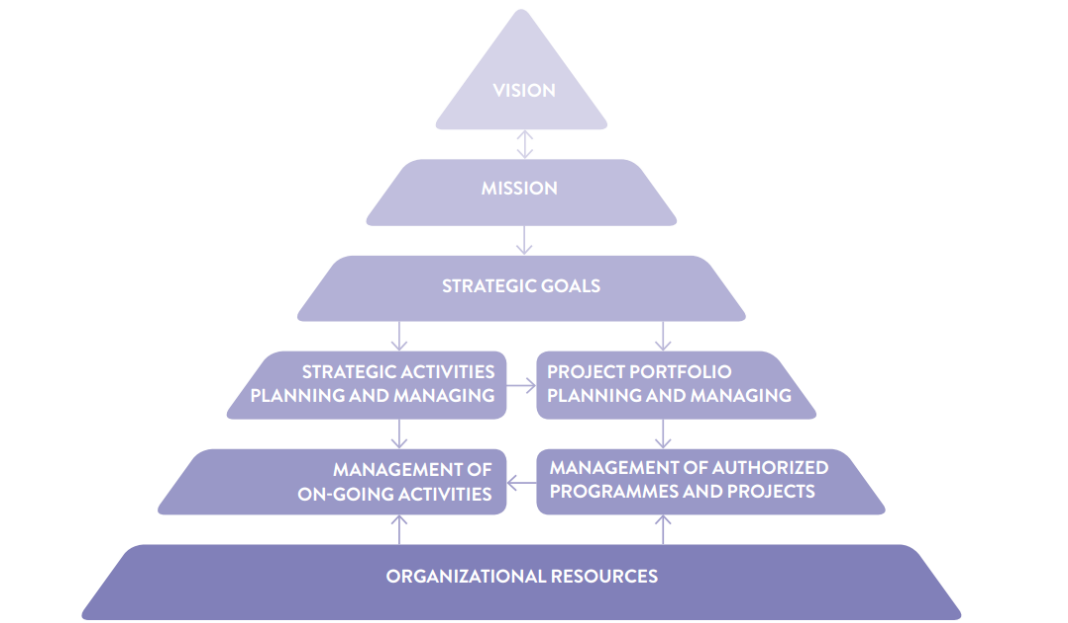 VISION
MISSION
STRATEGIC GOALS
STRATEGIC ACTIVITIES
PLANNING AND MANAGING
PROJECT PORTFOLIO
PLANNING AND MANAGING
MANAGEMENT OF
ON-GOING ACTIVITIES
MANAGEMENT OF AUTHORIZED
PROGRAMMES AND PROJECTS
ORGANIZATIONAL RESOURCES